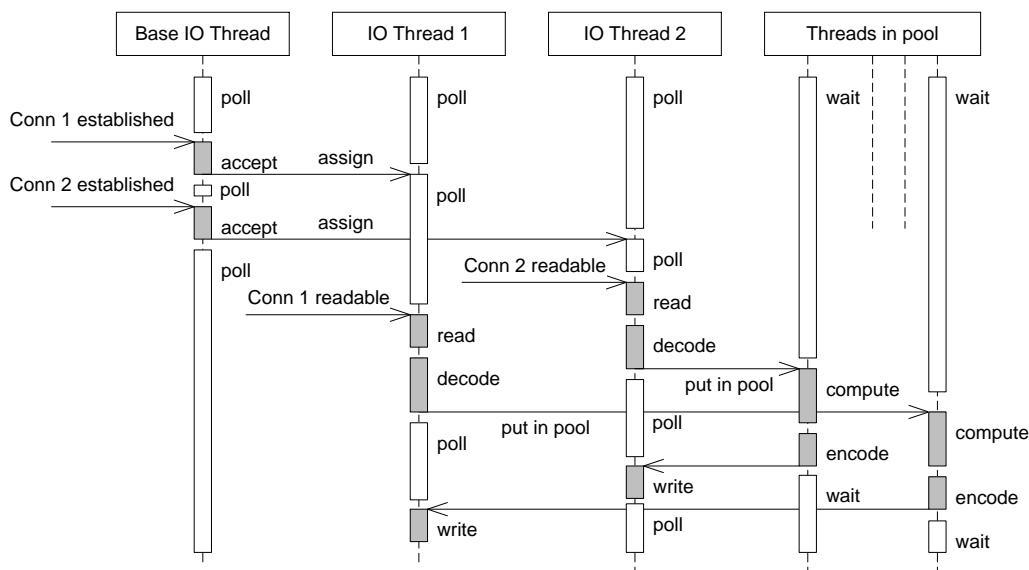 Base IO Thread
IO Thread 1
IO Thread 2
Threads in pool
poll
poll
poll
wait
wait
Conn 1 established
accept
assign
Conn 2 established
poll
poll
accept
assign
poll
poll
Conn 2 readable
Conn 1 readable
read
read
decode
decode
put in pool
compute
put in pool
poll
poll
compute
encode
write
wait
encode
write
poll
wait